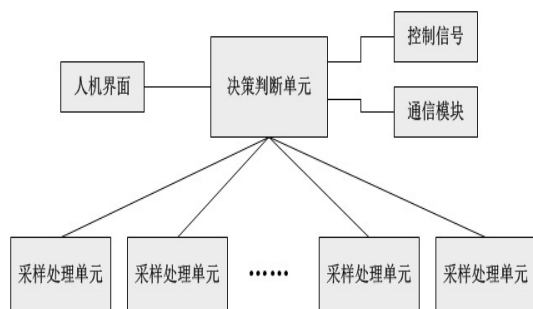 控制信号
人机界面
决策判断单元
通信模块
采样处理单元
采样处理单元
……
采样处理单元
采样处理单元